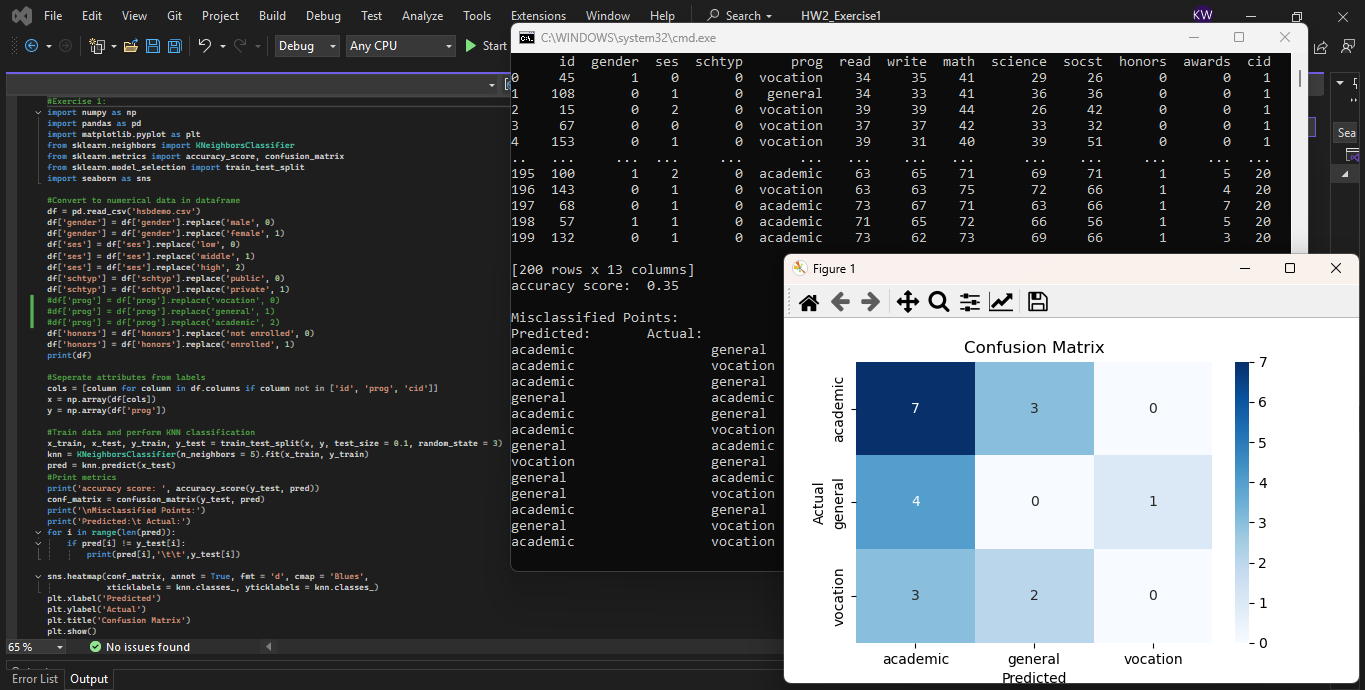 File Edit View Git Project Build Debug Test Analyze Tools Extensions Window Help Search HW2_Exercise1 KW
Debug Any CPU Start
#Exercise 1:
import numpy as np
import pandas as pd
import matplotlib.pyplot as plt
from sklearn.neighbors import KNeighborsClassifier
from sklearn.metrics import accuracy_score, confusion_matrix
from sklearn.model_selection import train_test_split
import seaborn as sns
#Convert to numerical data in dataframe
df = pd.read_csv('hsbdemo.csv')
df['gender'] = df['gender'].replace('male', 0)
df['gender'] = df['gender'].replace('female', 1)
df['ses'] = df['ses'].replace('low', 0)
df['ses'] = df['ses'].replace('middle', 1)
df['ses'] = df['ses'].replace('high', 2)
df['schtyp'] = df['schtyp'].replace('public', 0)
df['schtyp'] = df['schtyp'].replace('private', 1)
#df['prog'] = df['prog'].replace('vocation', 0)
#df['prog'] = df['prog'].replace('general', 1)
#df['prog'] = df['prog'].replace('academic', 2)
df['honors'] = df['honors'].replace('not enrolled', 0)
df['honors'] = df['honors'].replace('enrolled', 1)
print(df)
#Seperate attributes from labels
cols = [column for column in df.columns if column not in ['id', 'prog', 'cid']]
x = np.array(df[cols])
y = np.array(df['prog'])
#Train data and perform KNN classification
x_train, x_test, y_train, y_test = train_test_split(x, y, test_size = 0.1, random_state = 3)
knn = KNeighborsClassifier(n_neighbors = 5).fit(x_train, y_train)
pred = knn.predict(x_test)
#Print metrics
print('accuracy score: ', accuracy_score(y_test, pred))
conf_matrix = confusion_matrix(y_test, pred)
print('\nMisclassified Points:')
print('Predicted:\t Actual:')
for i in range(len(pred)):
if pred[i] != y_test[i]:
print(pred[i],'\t\t',y_test[i])
sns.heatmap(conf_matrix, annot = True, fmt = 'd', cmap = 'Blues',
xticklabels = knn.classes_, yticklabels = knn.classes_)
plt.xlabel('Predicted')
plt.ylabel('Actual')
plt.title('Confusion Matrix')
plt.show()
65 % No issues found
Error List Output
C:\WINDOWS\system32\cmd.exe
id gender ses schtyp prog read write math science socst honors awards cid
0 45 1 0 0 vocation 34 35 41 29 26 0 0 1
1 108 0 1 0 general 34 33 41 36 36 0 0 1
2 15 0 2 0 vocation 39 39 44 26 42 0 0 1
3 67 0 0 0 vocation 37 37 42 33 32 0 0 1
4 153 0 1 0 vocation 39 31 40 39 51 0 0 1
.. ... ... ... ... ... ... ... ... ... ... ... ... ...
195 100 1 2 0 academic 63 65 71 69 71 1 5 20
196 143 0 1 0 vocation 63 63 75 72 66 1 4 20
197 68 0 1 0 academic 73 67 71 63 66 1 7 20
198 57 1 1 0 academic 71 65 72 66 56 1 5 20
199 132 0 1 0 academic 73 62 73 69 66 1 3 20
[200 rows x 13 columns]
accuracy score:  0.35
Misclassified Points:
Predicted: Actual:
academic general
academic vocation
academic general
general academic
academic general
academic vocation
general academic
vocation general
general academic
general vocation
academic general
general vocation
academic vocation
Sea
Figure 1
Confusion Matrix
academic 7 3 0
general 4 0 1
vocation 3 2 0
Actual
academic general vocation
Predicted
7
6
5
4
3
2
1
0